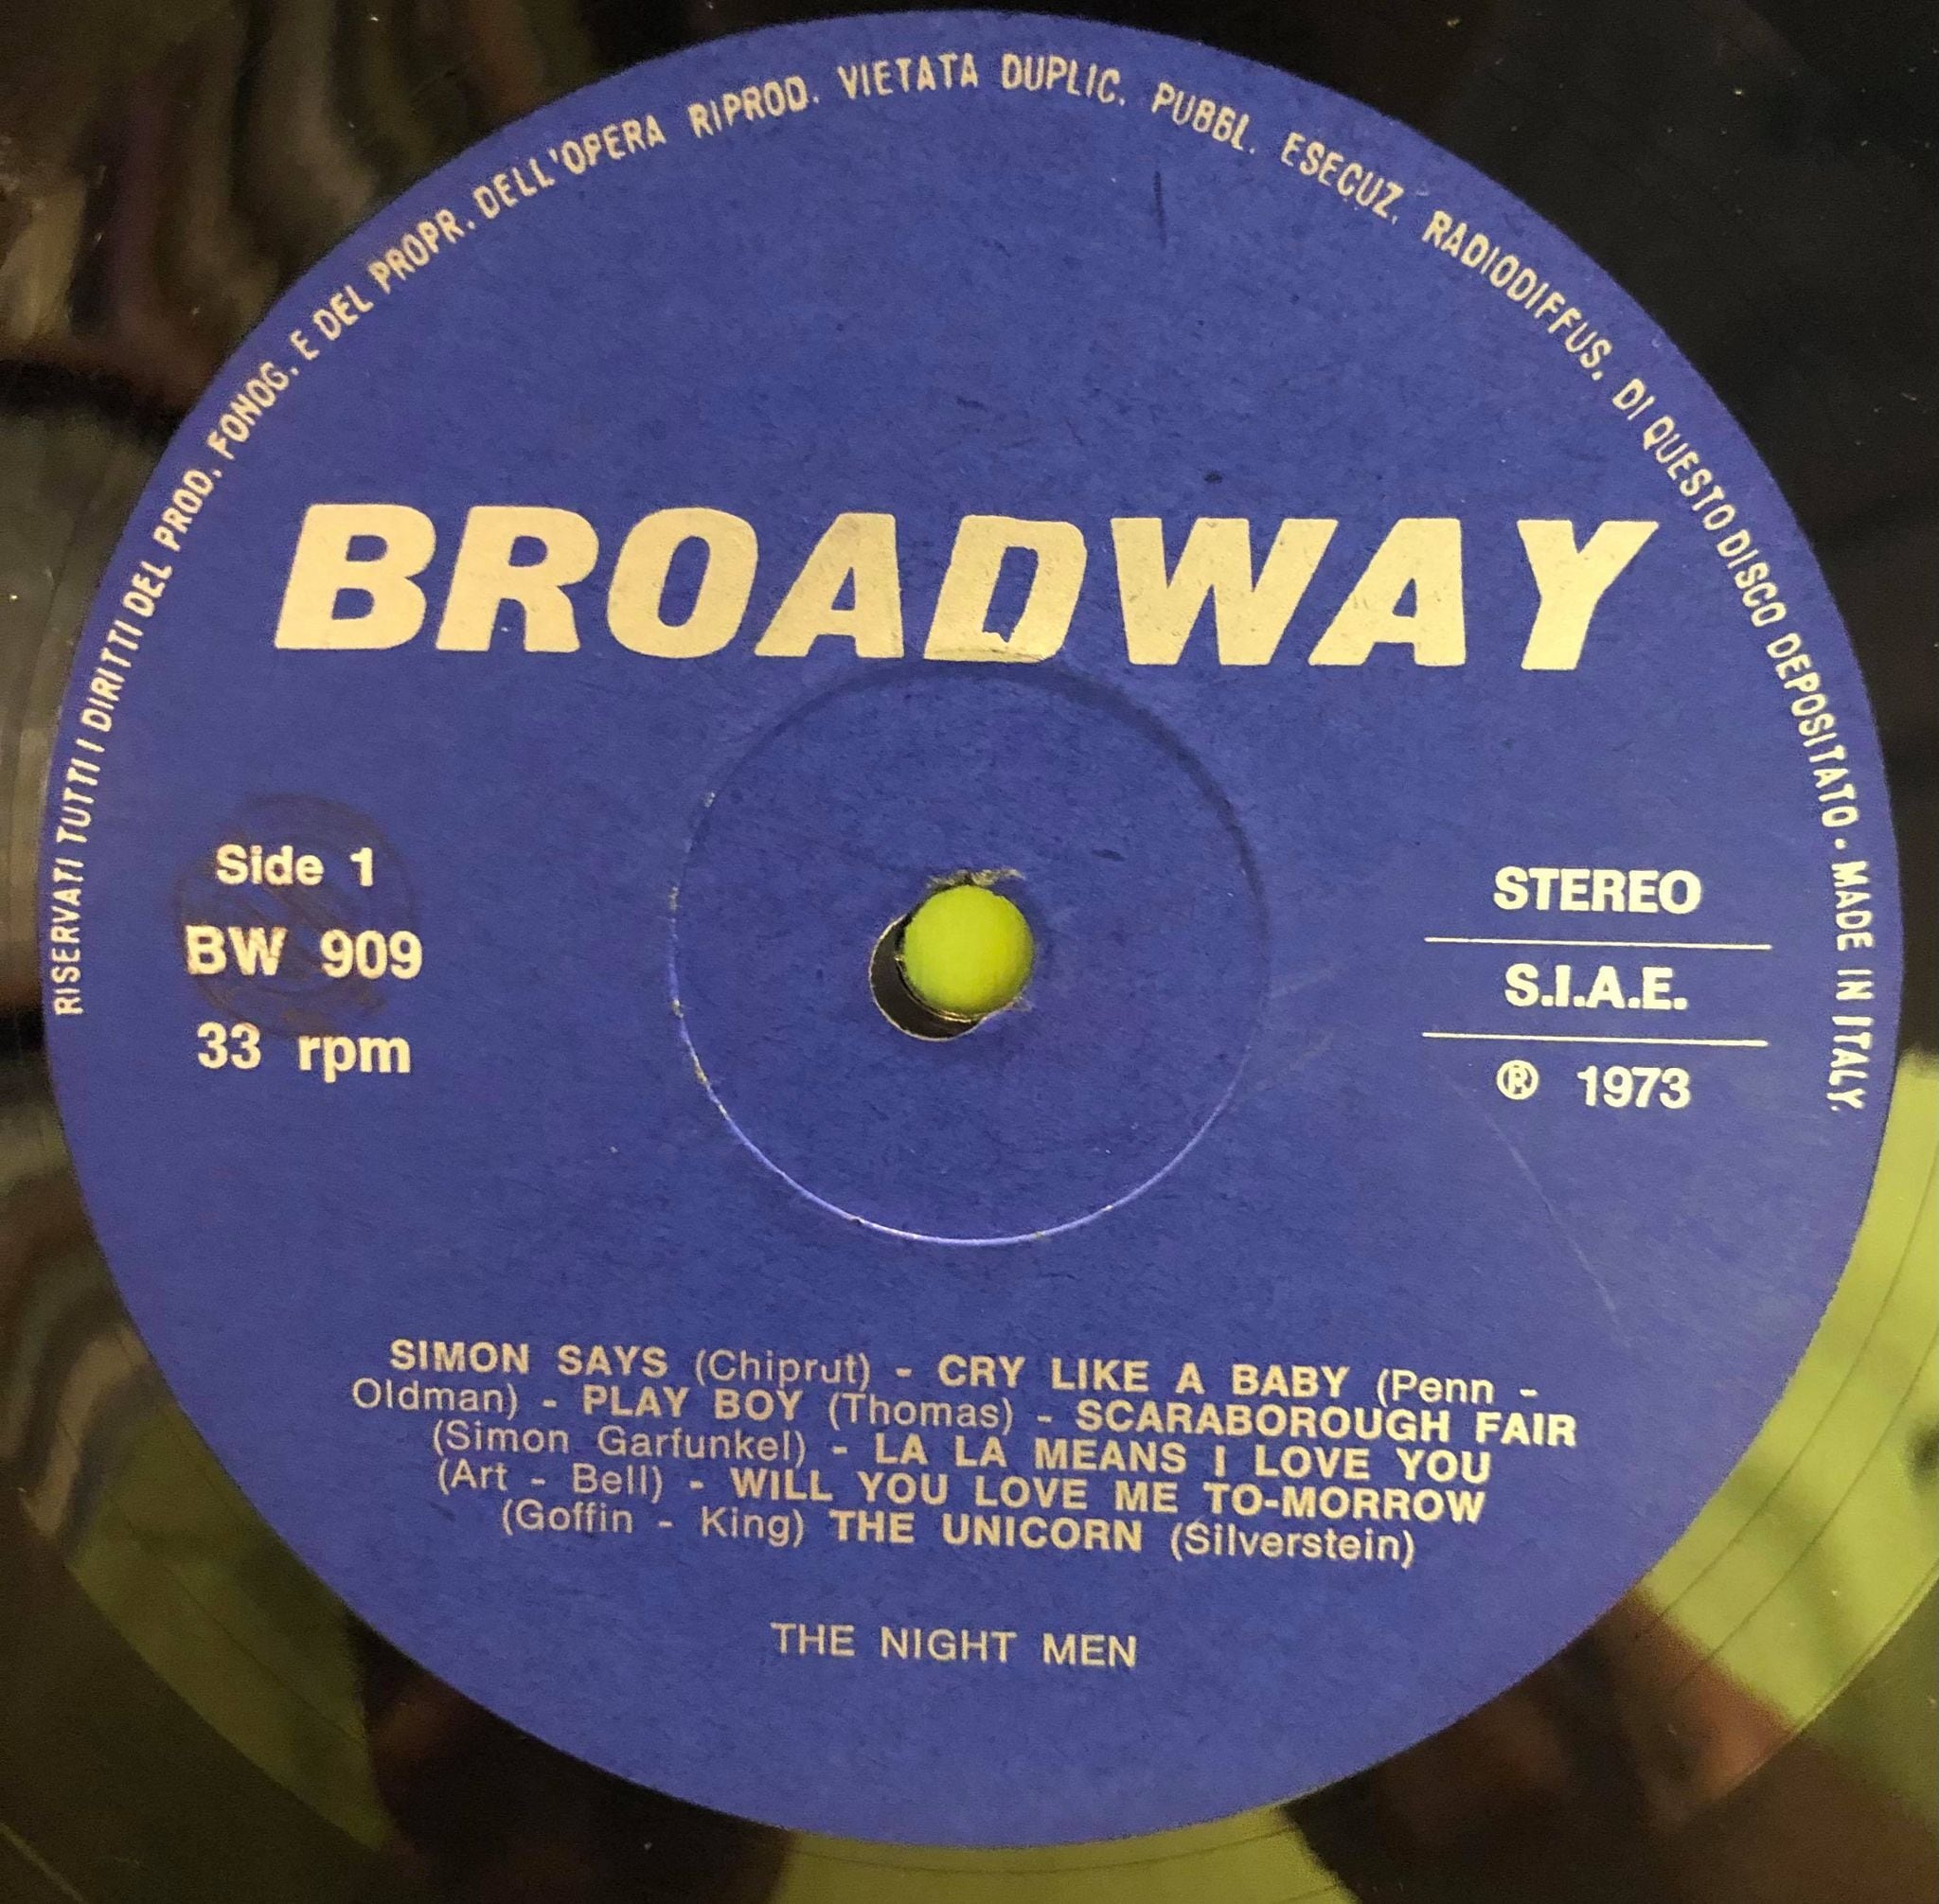 RISERVATI TUTTI I DIRITTI DEL PROD. FONOG. E DEL PROPR. DELL'OPERA RIPROD. VIETATA DUPLIC. PUBBL. ESECUZ. RADIODIFFUS. DI QUESTO DISCO DEPOSITATO - MADE IN ITALY.
BROADWAY
Side 1
BW 909
33 rpm
STEREO
S.I.A.E.
® 1973
SIMON SAYS (Chiprut) - CRY LIKE A BABY (Penn -
Oldman) - PLAY BOY (Thomas) - SCARABOROUGH FAIR
(Simon Garfunkel) - LA LA MEANS I LOVE YOU
(Art - Bell) - WILL YOU LOVE ME TO-MORROW
(Goffin - King) THE UNICORN (Silverstein)
THE NIGHT MEN